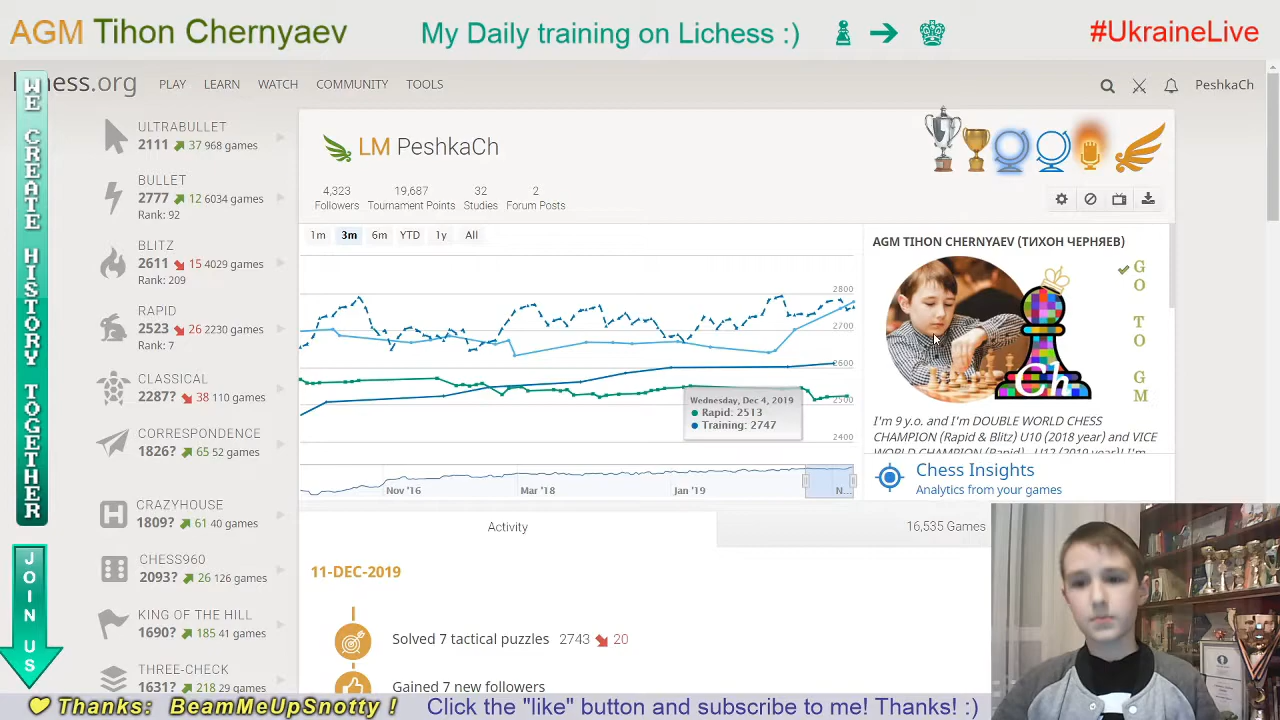 AGM Tihon Chernyaev
My Daily training on Lichess :)
#UkraineLive
WE CREATE HISTORY TOGETHER
JOIN US
ess.org
PLAY
LEARN
WATCH
COMMUNITY
TOOLS
PeshkaCh
ULTRABULLET
2111 37 968 games
BULLET
2777 12 6034 games
Rank: 92
BLITZ
2611 15 4029 games
Rank: 209
RAPID
2523 26 2230 games
Rank: 7
CLASSICAL
2287? 38 110 games
CORRESPONDENCE
1826? 65 52 games
CRAZYHOUSE
1809? 61 40 games
CHESS960
2093? 26 126 games
KING OF THE HILL
1690? 185 41 games
THREE-CHECK
1631? 218 29 games
LM PeshkaCh
4,323 19,687 32 2
Followers Tournament Points Studies Forum Posts
1m 3m 6m YTD 1y All
2800
2700
2600
2500
2400
Wednesday, Dec 4, 2019
Rapid: 2513
Training: 2747
Nov '16 Mar '18 Jan '19 N...
AGM TIHON CHERNYAEV (ТИХОН ЧЕРНЯЕВ)
Ch
GO
TO
GM
I'm 9 y.o. and I'm DOUBLE WORLD CHESS
CHAMPION (Rapid & Blitz) U10 (2018 year) and VICE
WORLD CHAMPION (Rapid) - U12 (2019 year)! I'm
Chess Insights
Analytics from your games
Activity
16,535 Games
11-DEC-2019
Solved 7 tactical puzzles 2743 20
Gained 7 new followers
Thanks: BeamMeUpSnotty !
Click the "like" button and subscribe to me! Thanks! :)